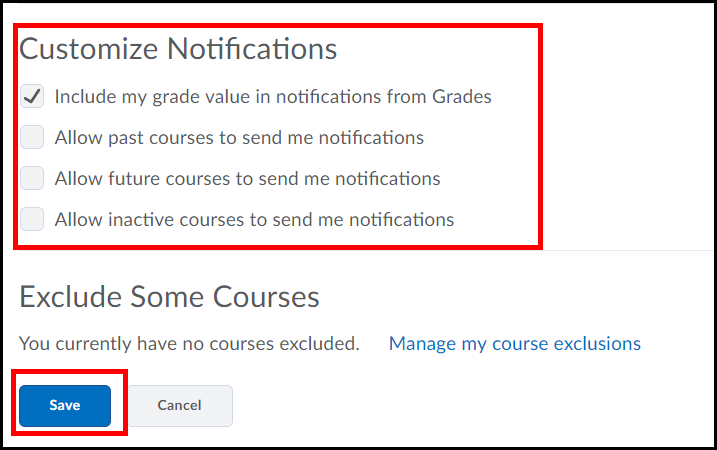 Customize Notifications
Include my grade value in notifications from Grades
Allow past courses to send me notifications
Allow future courses to send me notifications
Allow inactive courses to send me notifications
Exclude Some Courses
You currently have no courses excluded. Manage my course exclusions
Save Cancel